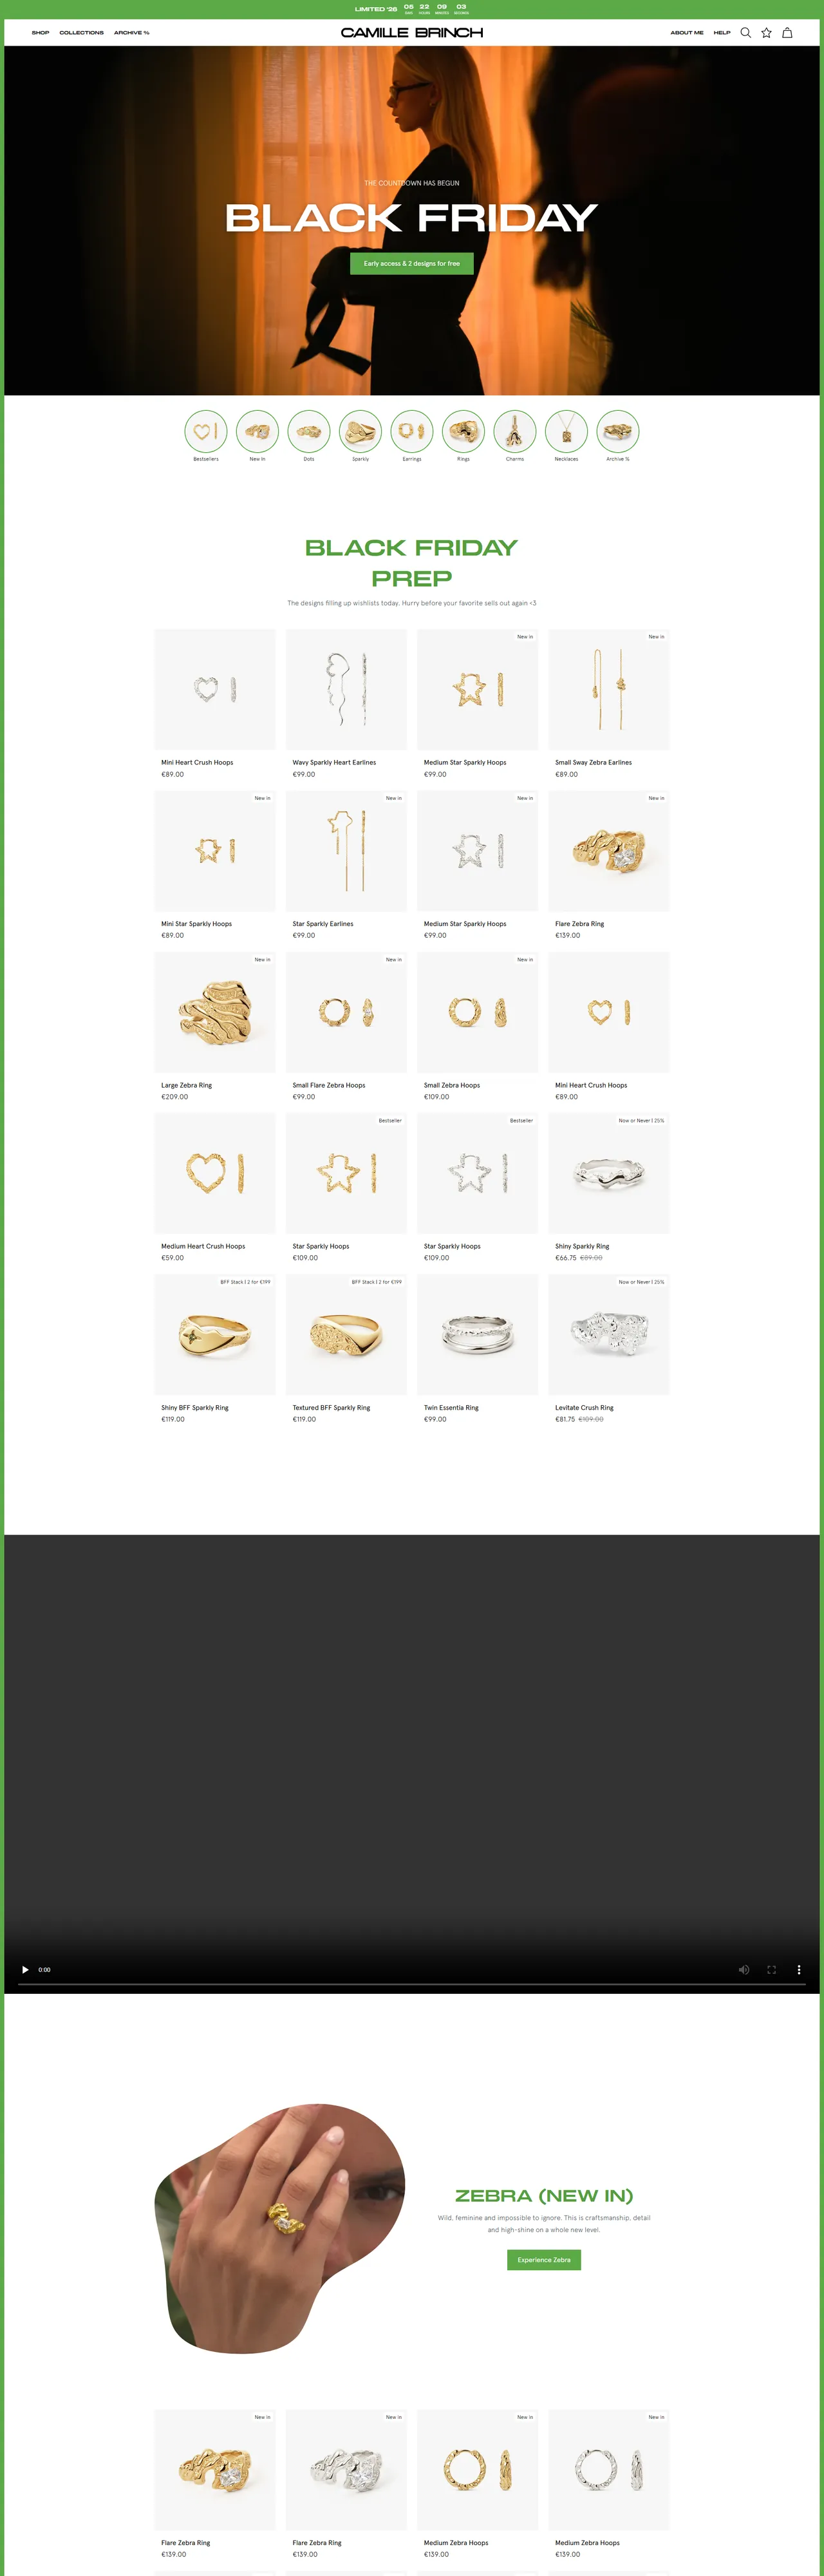 LIMITED '25 05 22 09 03
DAYS HOURS MINUTES SECONDS
SHOP COLLECTIONS ARCHIVE % CAMILLE BRINCH ABOUT ME HELP
THE COUNTDOWN HAS BEGUN
BLACK FRIDAY
Early access & 2 designs for free
Bestsellers New In Dots Sparkly Earrings Rings Charms Necklaces Archive %
BLACK FRIDAY
PREP
The designs filling up wishlists today. Hurry before your favorite sells out again <3
New in New in
Mini Heart Crush Hoops Wavy Sparkly Heart Earlines Medium Star Sparkly Hoops Small Sway Zebra Earlines
€89.00 €99.00 €99.00 €89.00
New in New in New in New in
Mini Star Sparkly Hoops Star Sparkly Earlines Medium Star Sparkly Hoops Flare Zebra Ring
€89.00 €99.00 €99.00 €139.00
New in New in New in
Large Zebra Ring Small Flare Zebra Hoops Small Zebra Hoops Mini Heart Crush Hoops
€209.00 €99.00 €109.00 €89.00
Bestseller Bestseller Now or Never | 25%
Medium Heart Crush Hoops Star Sparkly Hoops Star Sparkly Hoops Shiny Sparkly Ring
€59.00 €109.00 €109.00 €66.75 €89.00
BFF Stack | 2 for €199 BFF Stack | 2 for €199 Now or Never | 25%
Shiny BFF Sparkly Ring Textured BFF Sparkly Ring Twin Essentia Ring Levitate Crush Ring
€119.00 €119.00 €99.00 €81.75 €109.00
0:00
ZEBRA (NEW IN)
Wild, feminine and impossible to ignore. This is craftsmanship, detail
and high-shine on a whole new level.
Experience Zebra
New in New in New in New in
Flare Zebra Ring Flare Zebra Ring Medium Zebra Hoops Medium Zebra Hoops
€139.00 €139.00 €139.00 €139.00